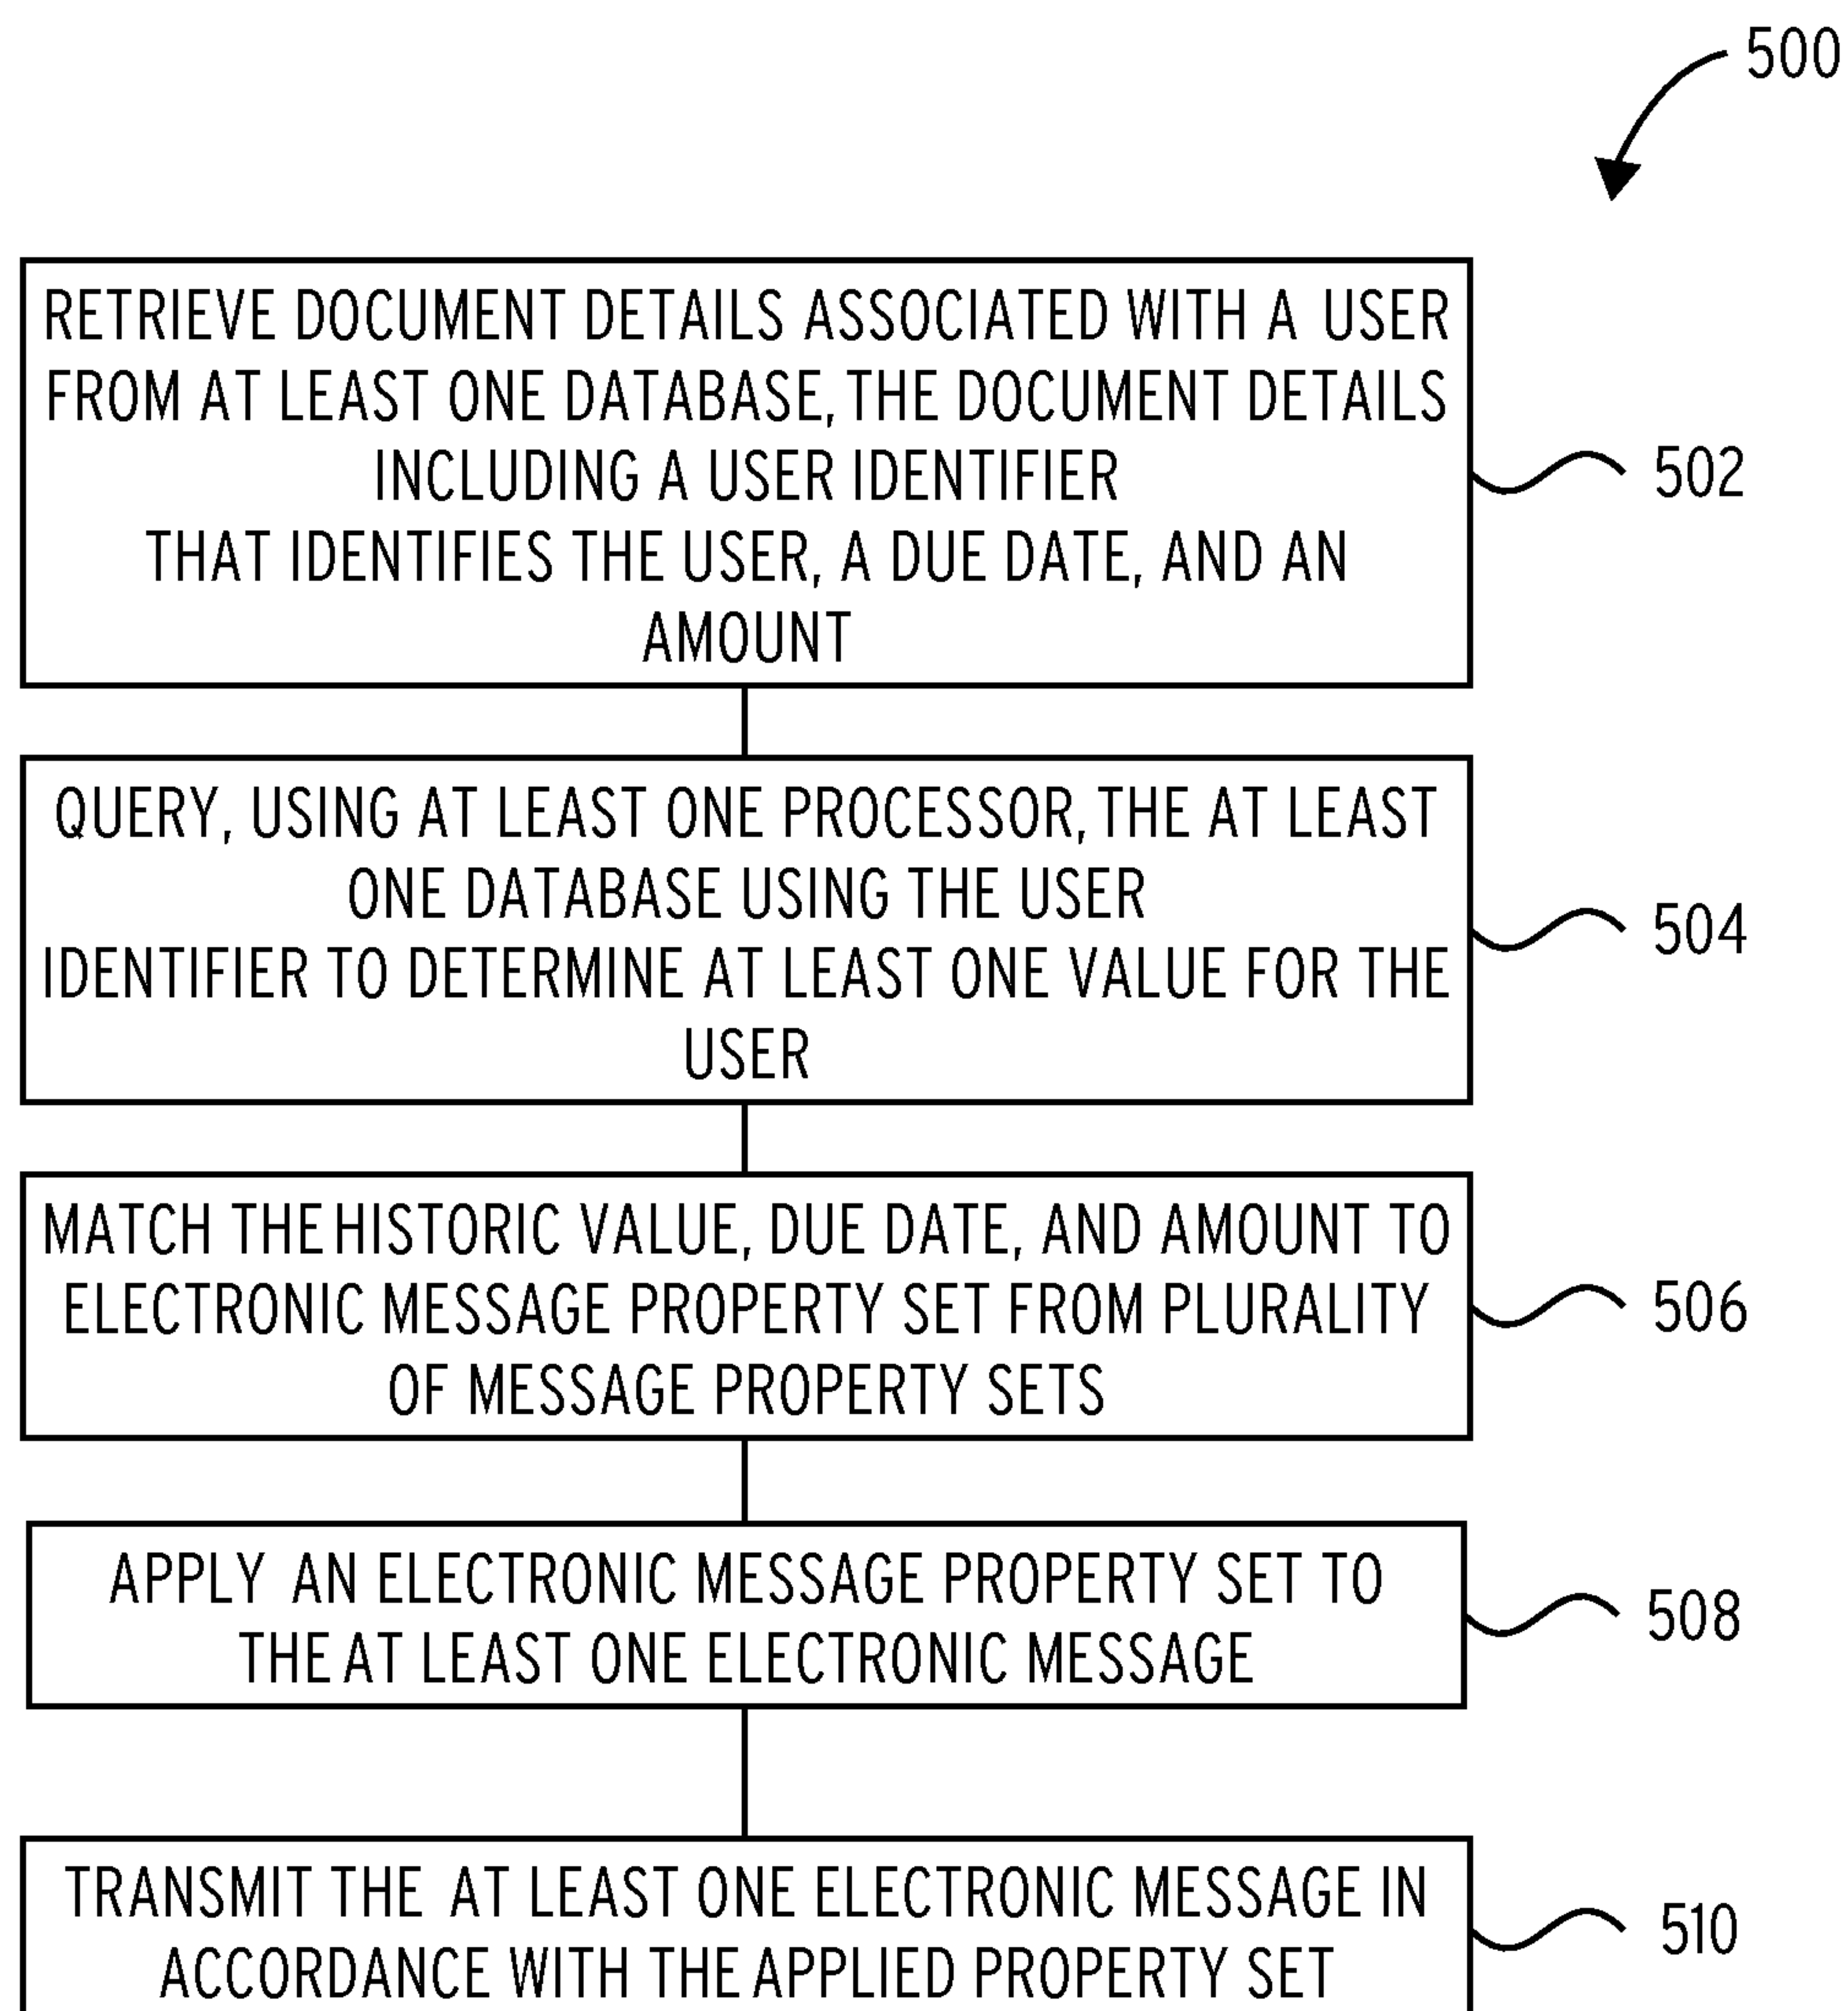 500
RETRIEVE DOCUMENT DETAILS ASSOCIATED WITH A USER
FROM AT LEAST ONE DATABASE, THE DOCUMENT DETAILS
INCLUDING A USER IDENTIFIER
THAT IDENTIFIES THE USER, A DUE DATE, AND AN
AMOUNT
502
QUERY, USING AT LEAST ONE PROCESSOR, THE AT LEAST
ONE DATABASE USING THE USER
IDENTIFIER TO DETERMINE AT LEAST ONE VALUE FOR THE
USER
504
MATCH THE HISTORIC VALUE, DUE DATE, AND AMOUNT TO
ELECTRONIC MESSAGE PROPERTY SET FROM PLURALITY
OF MESSAGE PROPERTY SETS
506
APPLY AN ELECTRONIC MESSAGE PROPERTY SET TO
THE AT LEAST ONE ELECTRONIC MESSAGE
508
TRANSMIT THE AT LEAST ONE ELECTRONIC MESSAGE IN
ACCORDANCE WITH THE APPLIED PROPERTY SET
510